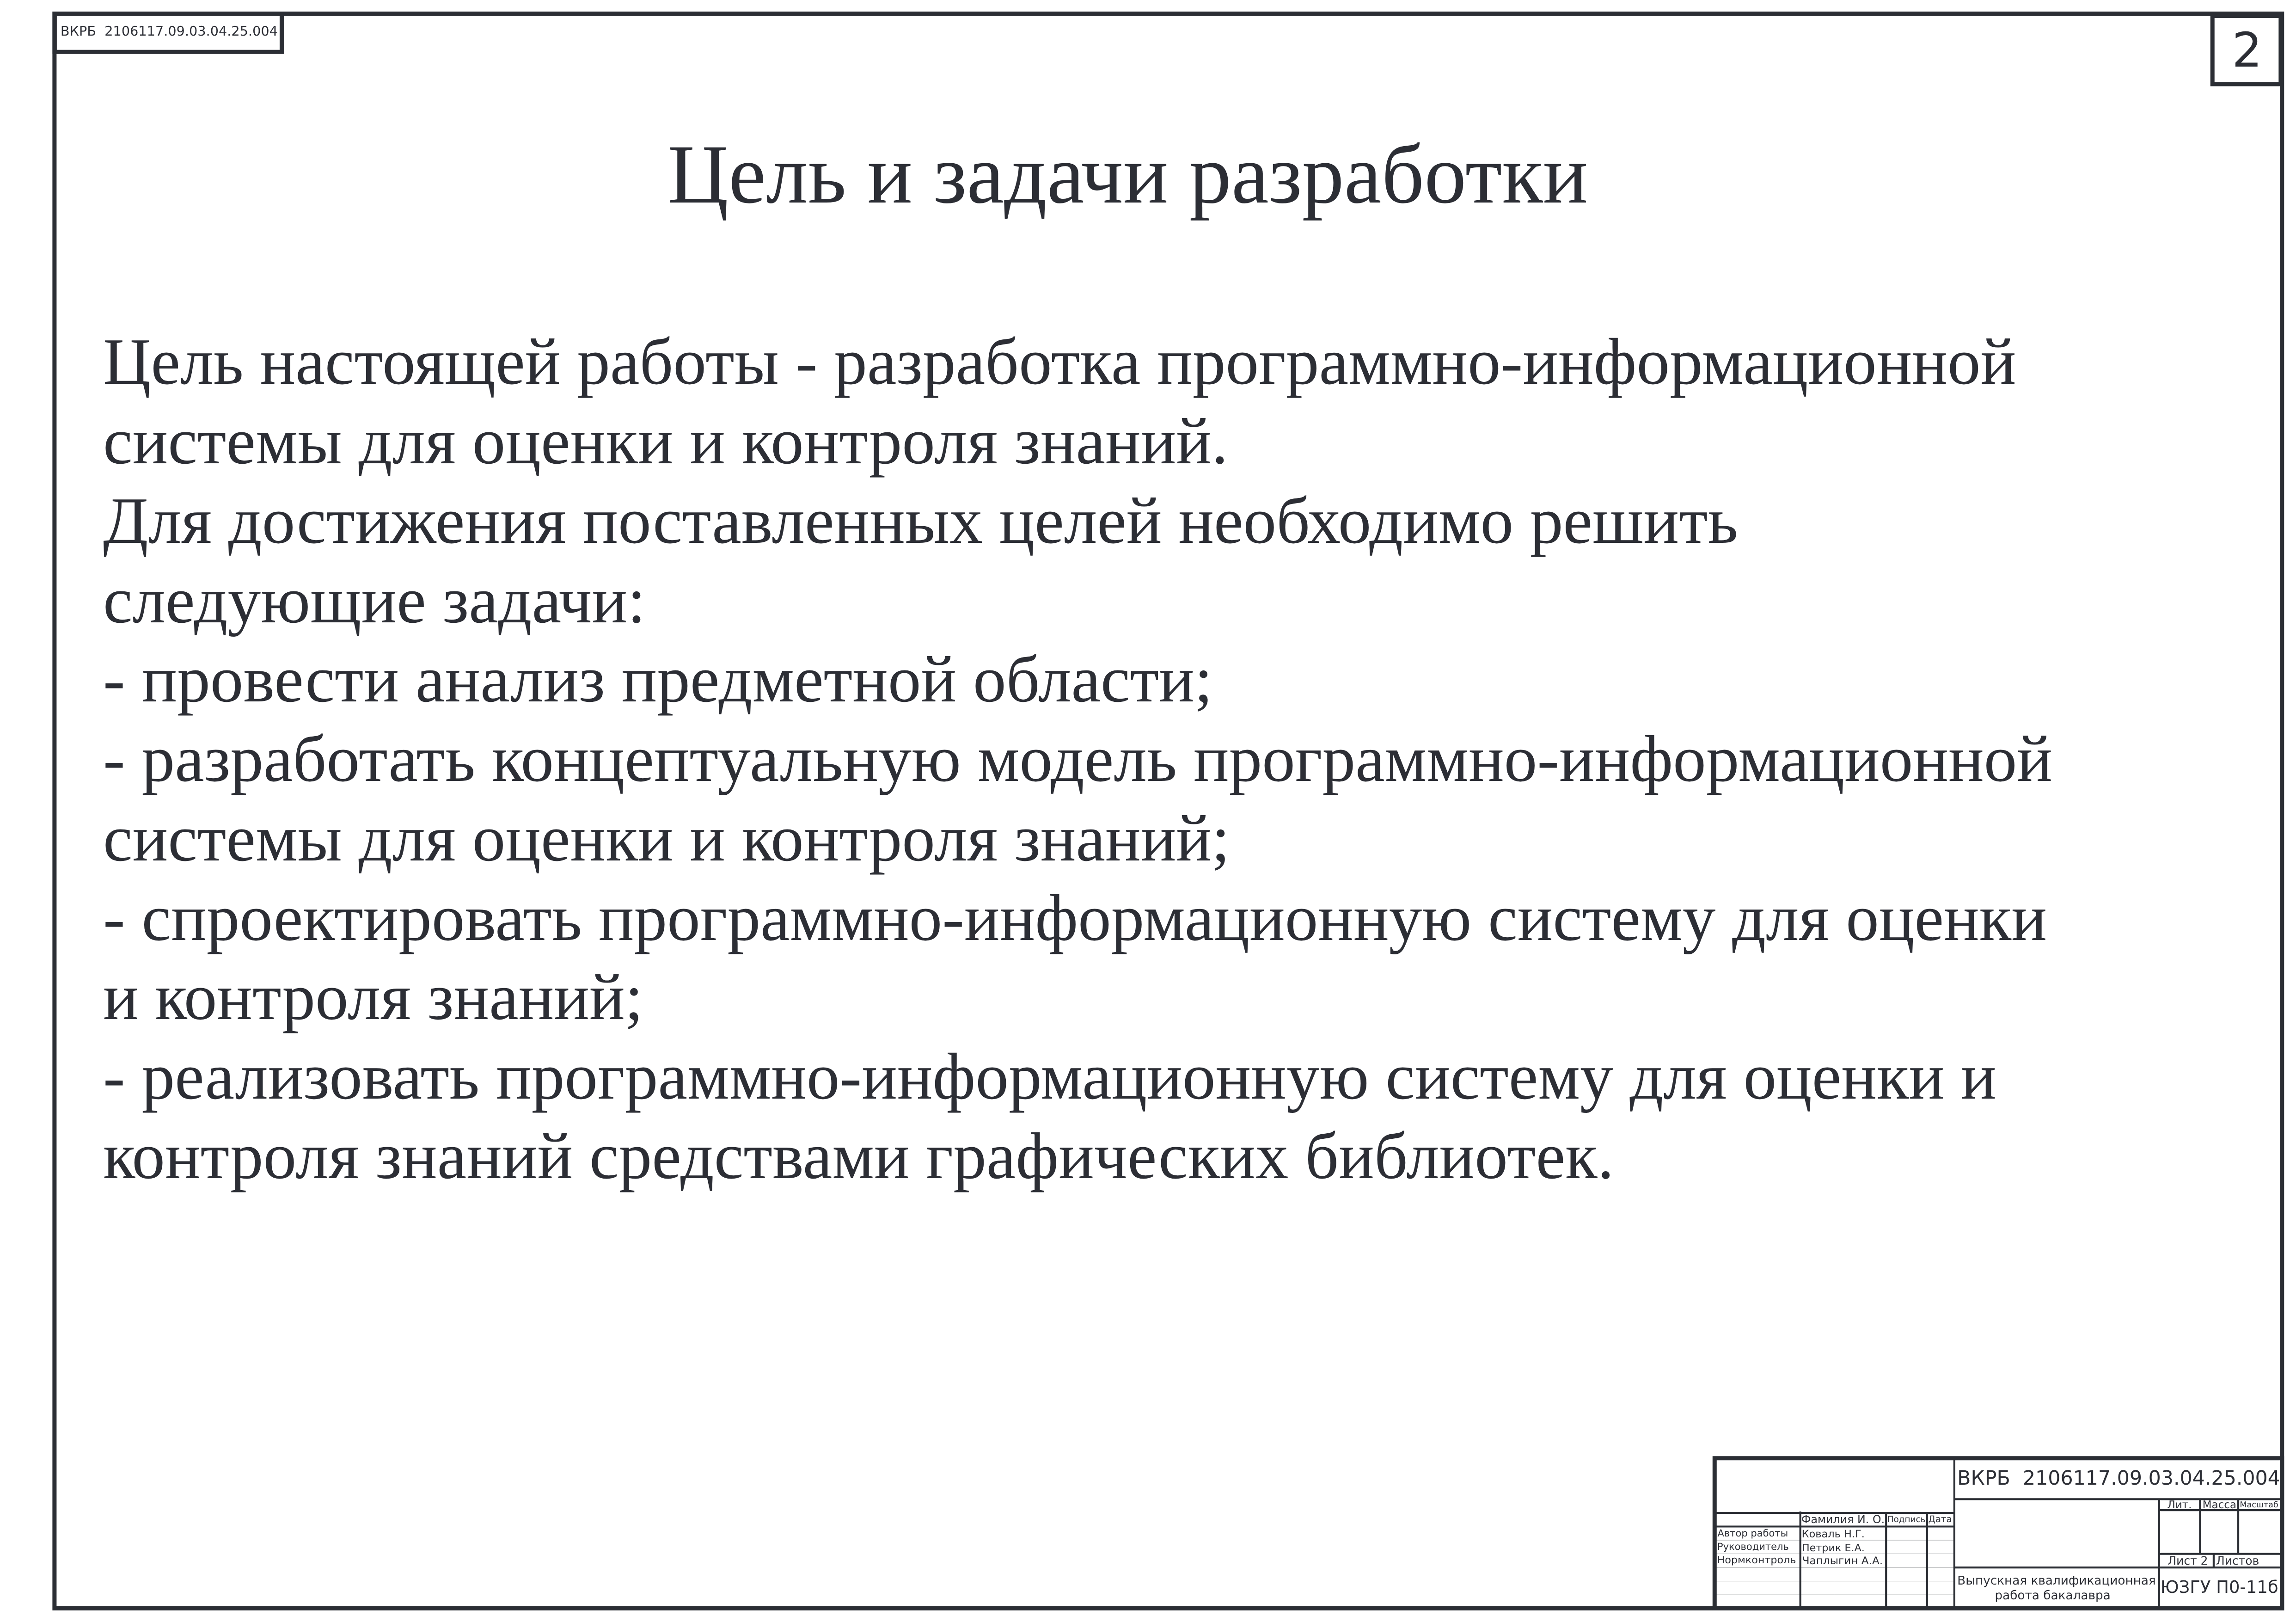 ВКРБ 2106117.09.03.04.25.004
2
Цель и задачи разработки
Цель настоящей работы - разработка программно-информационной
системы для оценки и контроля знаний.
Для достижения поставленных целей необходимо решить
следующие задачи:
- провести анализ предметной области;
- разработать концептуальную модель программно-информационной
системы для оценки и контроля знаний;
- спроектировать программно-информационную систему для оценки
и контроля знаний;
- реализовать программно-информационную систему для оценки и
контроля знаний средствами графических библиотек.
ВКРБ 2106117.09.03.04.25.004
Лит. Масса Масштаб
Фамилия И. О. Подпись Дата
Автор работы Коваль Н.Г.
Руководитель Петрик Е.А.
Нормконтроль Чаплыгин А.А.
Лист 2 Листов
Выпускная квалификационная
работа бакалавра
ЮЗГУ П0-11б